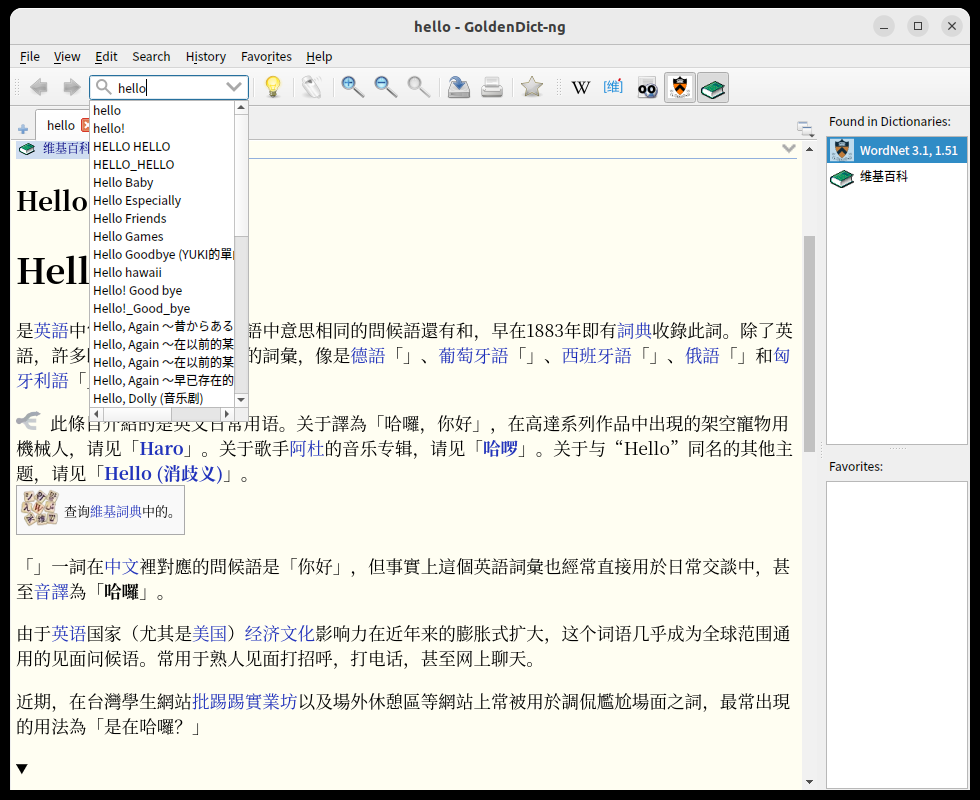 hello - GoldenDict-ng
File View Edit Search History Favorites Help
hello
W [维]
hello
Found in Dictionaries:
WordNet 3.1, 1.51
维基百科
Favorites:
hello
hello!
HELLO HELLO
HELLO_HELLO
Hello Baby
Hello Especially
Hello Friends
Hello Games
Hello Goodbye (YUKI的單
Hello hawaii
Hello! Good bye
Hello!_Good_bye
Hello, Again ～昔からある
Hello, Again ～在以前的某
Hello, Again ～在以前的某
Hello, Again ～早已存在的
Hello, Dolly (音乐剧)
维基百科
Hello
Hell
是英語中 語中意思相同的問候語還有和，早在1883年即有詞典收錄此詞。除了英
語，許多 的詞彙，像是德語「」、葡萄牙語「」、西班牙語「」、俄語「」和匈
牙利語「
此條目介紹的是英文日常用语。关于譯為「哈囉，你好」，在高達系列作品中出現的架空寵物用
機械人，请见「Haro」。关于歌手阿杜的音乐专辑，请见「哈啰」。关于与“Hello”同名的其他主
题，请见「Hello (消歧义)」。
查询維基詞典中的。
「」一詞在中文裡對應的問候語是「你好」，但事實上這個英語詞彙也經常直接用於日常交談中，甚
至音譯為「哈囉」。
由于英语国家（尤其是美国）经济文化影响力在近年来的膨胀式扩大，这个词语几乎成为全球范围通
用的见面问候语。常用于熟人见面打招呼，打电话，甚至网上聊天。
近期，在台灣學生網站批踢踢實業坊以及場外休憩區等網站上常被用於調侃尷尬場面之詞，最常出現
的用法為「是在哈囉？」